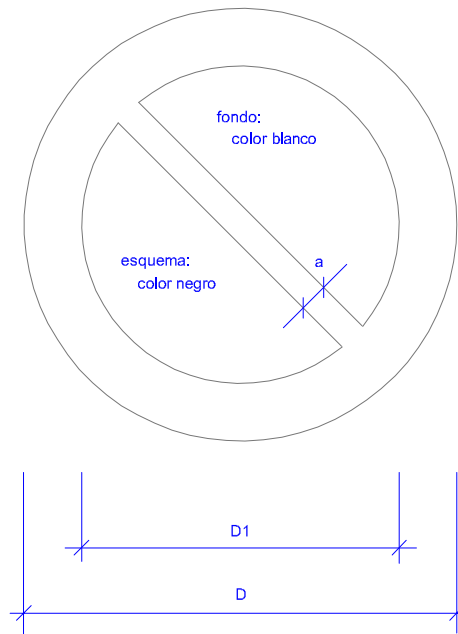 fondo:
color blanco
esquema:
color negro
a
D1
D